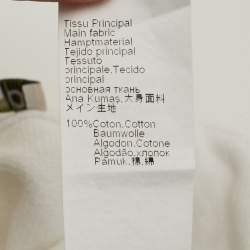 Tissu Principal
Main fabric
Hamptmaterial
Tejido principal
Tessuto
principale,Tecido
principal
основная ткань
Ana Kumaş,大身面料
メイン生地
100%Coton,Cotton
Baumwolle
Algodon,Cotone
Algodão,хлопок
Pamuk,棉,綿